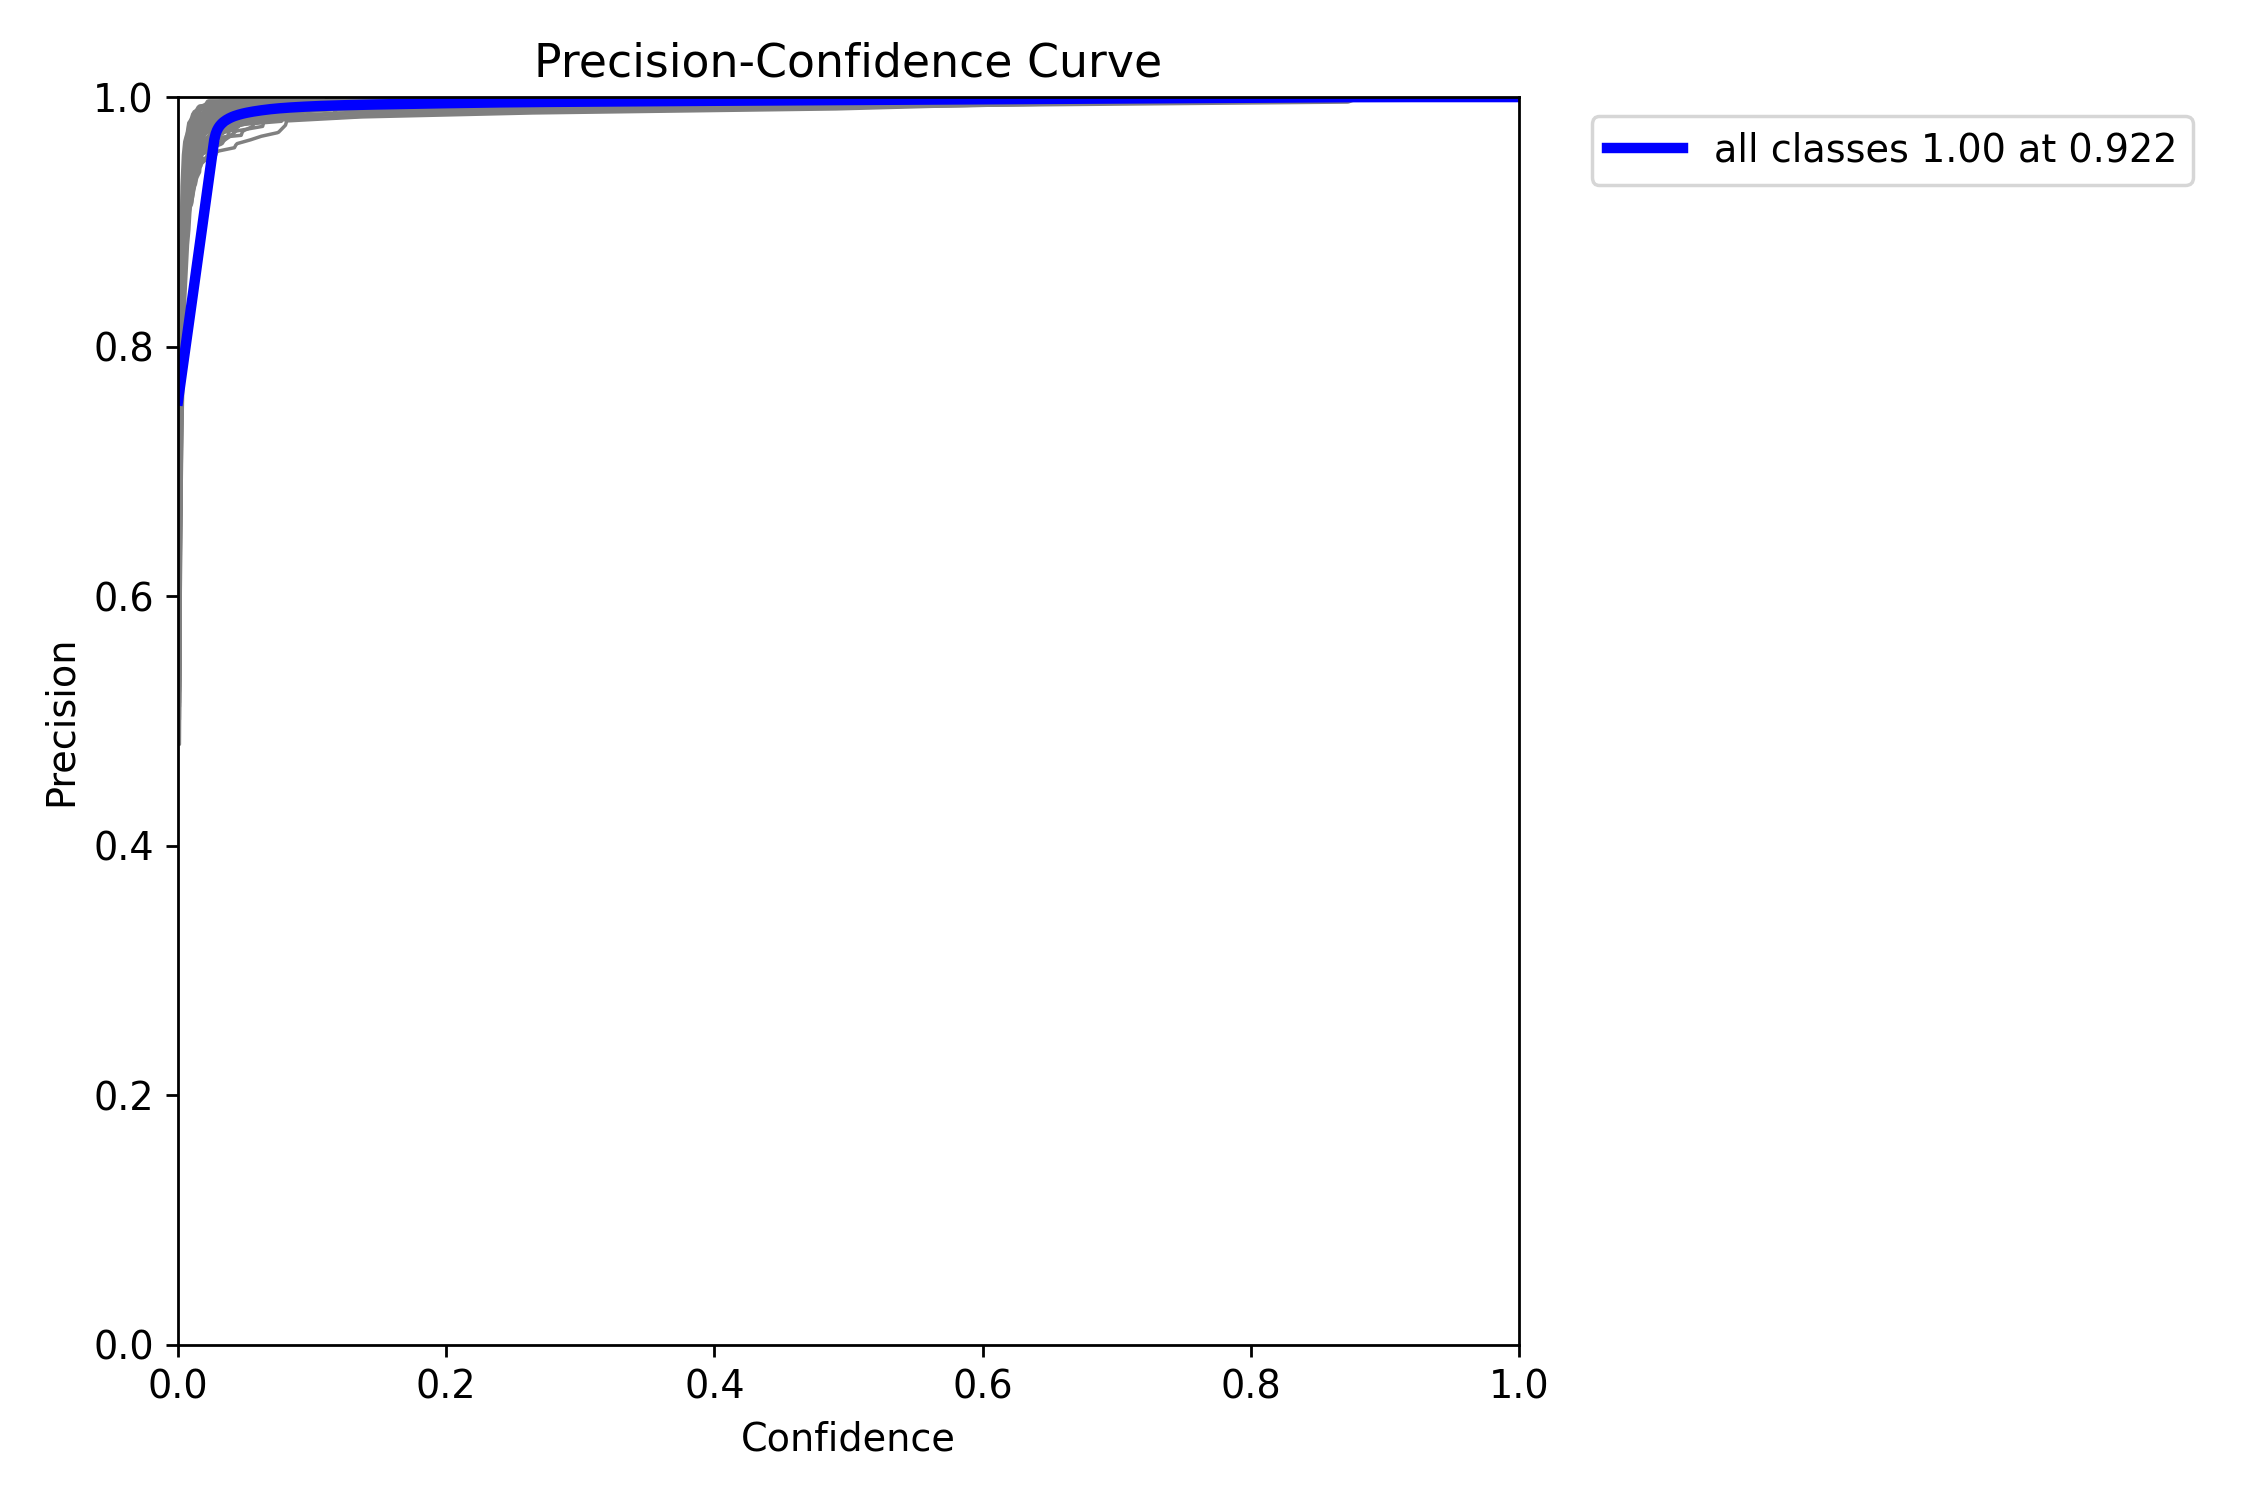 Precision-Confidence Curve
all classes 1.00 at 0.922
1.0
0.8
0.6
0.4
0.2
0.0
Precision
0.0 0.2 0.4 0.6 0.8 1.0
Confidence